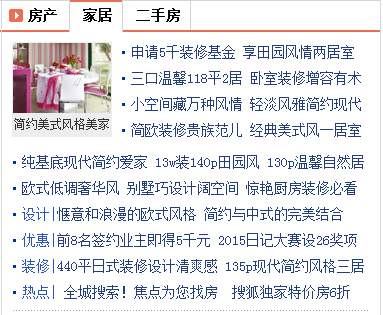 房产 家居 二手房
申请5千装修基金 享田园风情两居室
三口温馨118平2居 卧室装修增容有术
小空间藏万种风情 轻淡风雅简约现代
简约美式风格美家
简欧装修贵族范儿 经典美式风一居室
纯基底现代简约爱家 13w装140p田园风 130p温馨自然居
欧式低调奢华风 别墅巧设计阔空间 惊艳厨房装修必看
设计|惬意和浪漫的欧式风格 简约与中式的完美结合
优惠|前8名签约业主即得5千元 2015日记大赛设26奖项
装修|440平日式装修设计清爽感 135p现代简约风格三居
热点| 全城搜索！焦点为您找房 搜狐独家特价房6折